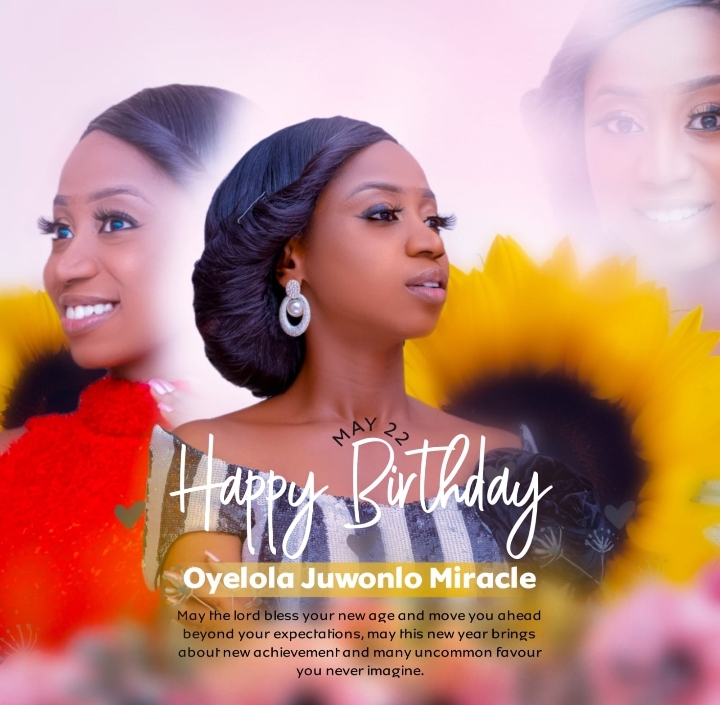 MAY 22
Happy Birthday
Oyelola Juwonlo Miracle
May the lord bless your new age and move you ahead
beyond your expectations, may this new year brings
about new achievement and many uncommon favour
you never imagine.